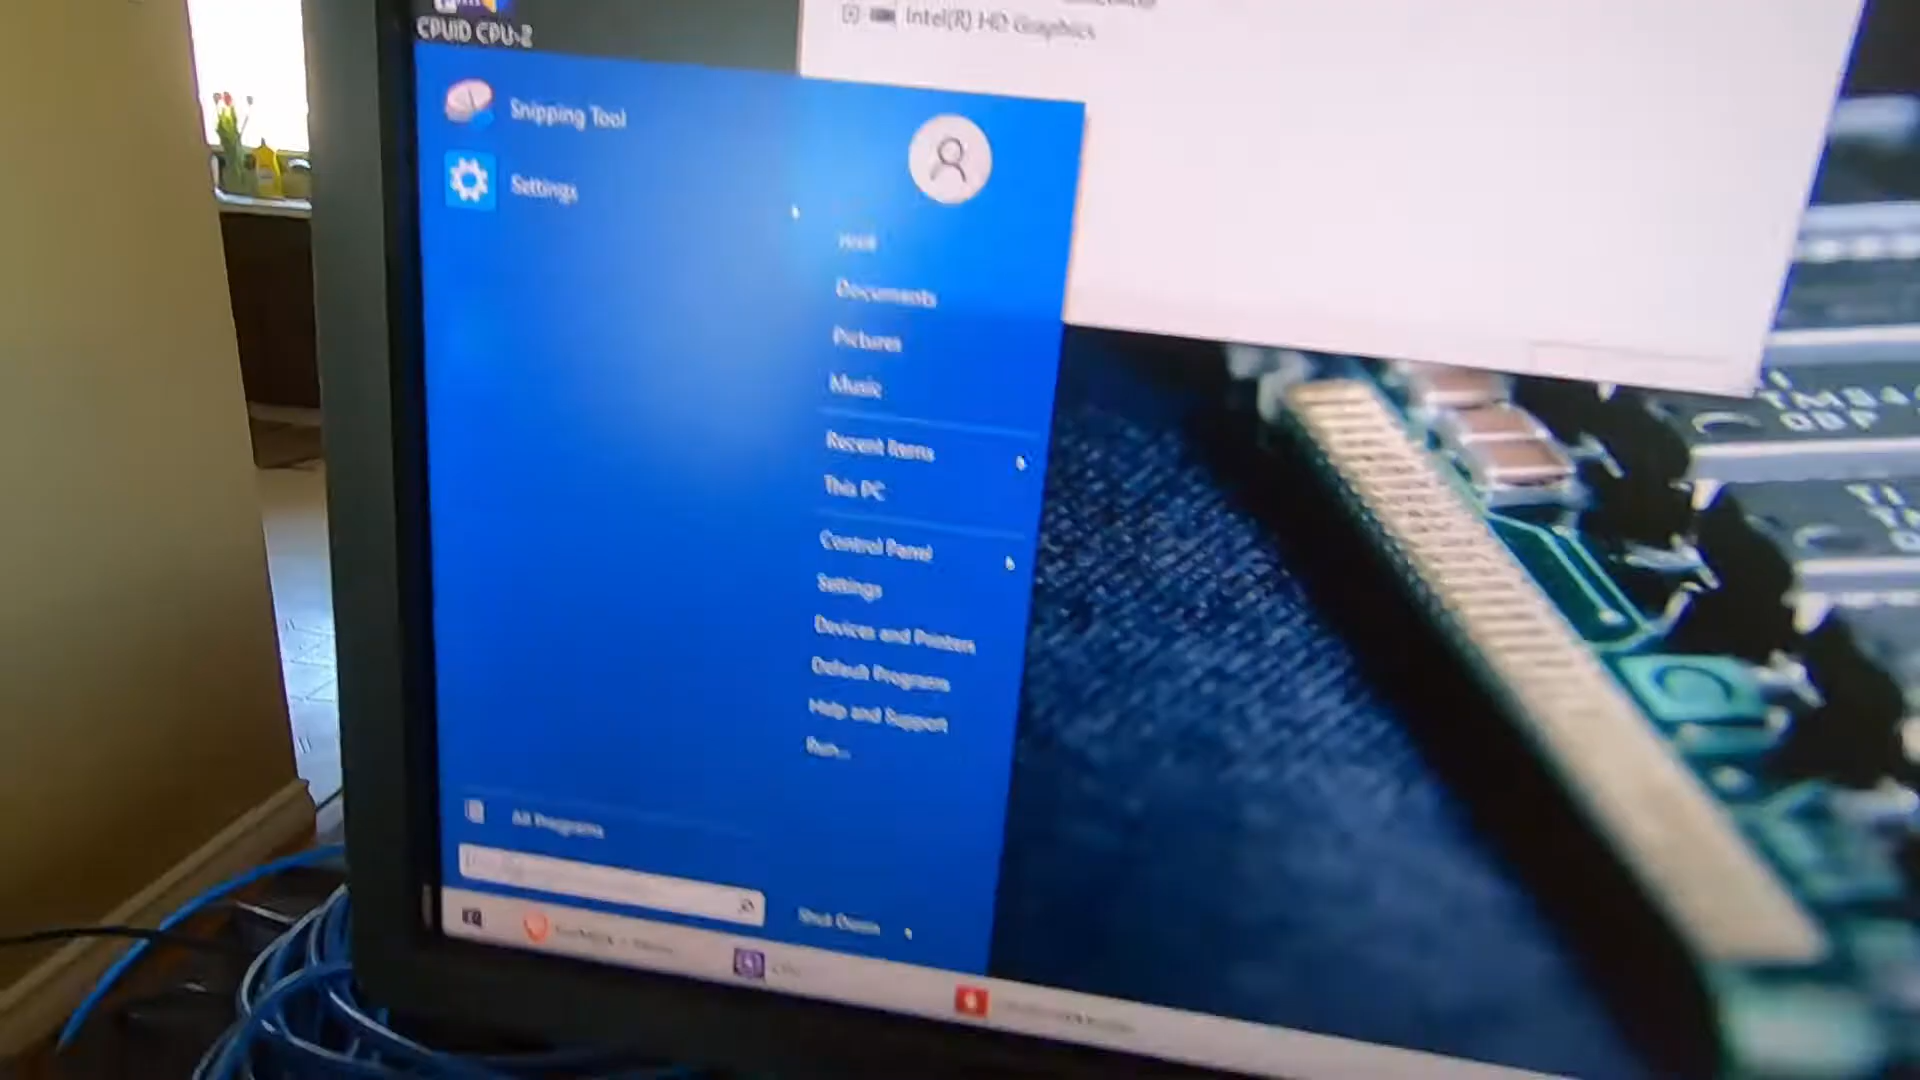 CPUID CPU-Z
Intel(R) HD Graphics
Snipping Tool
Settings
Documents
Pictures
Music
Recent Items
This PC
Control Panel
Settings
Devices and Printers
Default Programs
Help and Support
Run...
All Programs
Shut Down